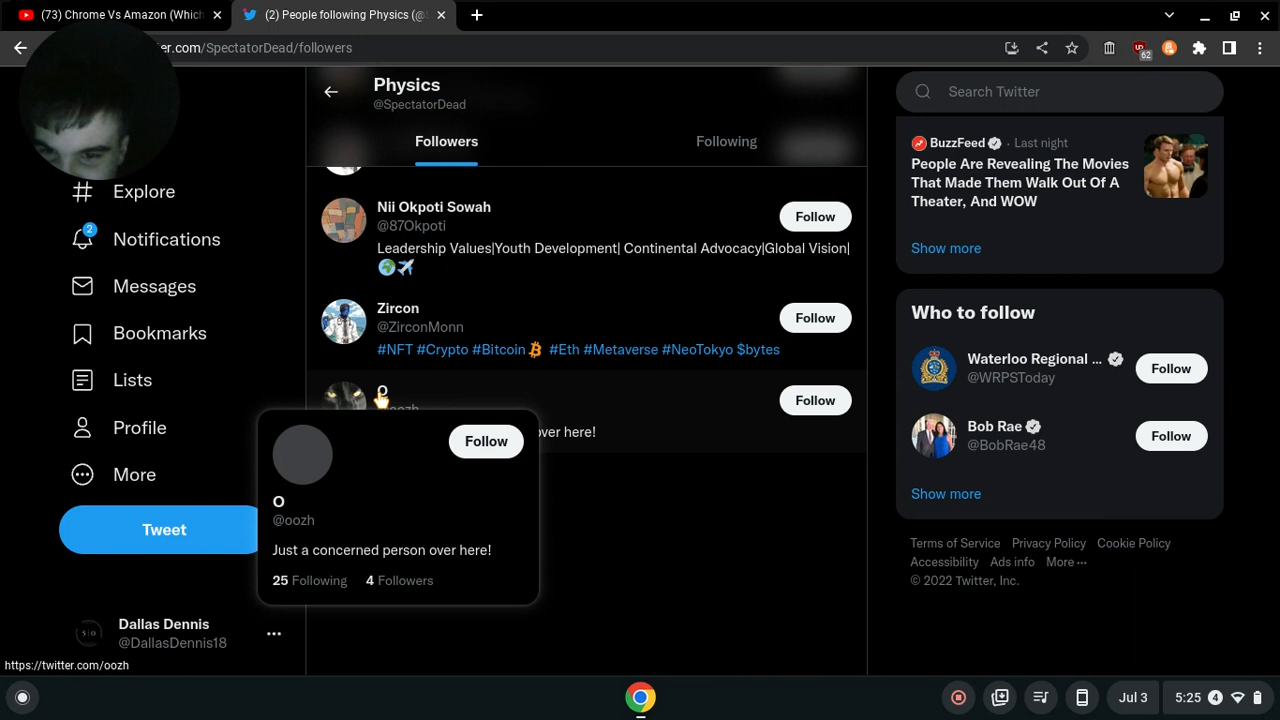 (73) Chrome Vs Amazon (Which
(2) People following Physics (@
ter.com/SpectatorDead/followers
62
Physics
@SpectatorDead
Followers
Following
Explore
2
Notifications
Messages
Bookmarks
Lists
Profile
More
Tweet
Dallas Dennis
@DallasDennis18
https://twitter.com/oozh
Nii Okpoti Sowah
@87Okpoti
Follow
Leadership Values|Youth Development| Continental Advocacy|Global Vision|
🌍✈️
Zircon
@ZirconMonn
Follow
#NFT #Crypto #Bitcoin #Eth #Metaverse #NeoTokyo $bytes
O
oozh
Follow
over here!
Follow
O
@oozh
Just a concerned person over here!
25 Following 4 Followers
Search Twitter
BuzzFeed · Last night
People Are Revealing The Movies
That Made Them Walk Out Of A
Theater, And WOW
Show more
Who to follow
Waterloo Regional ...
@WRPSToday
Follow
Bob Rae
@BobRae48
Follow
Show more
Terms of Service Privacy Policy Cookie Policy
Accessibility Ads info More ···
© 2022 Twitter, Inc.
Jul 3
5:25 4